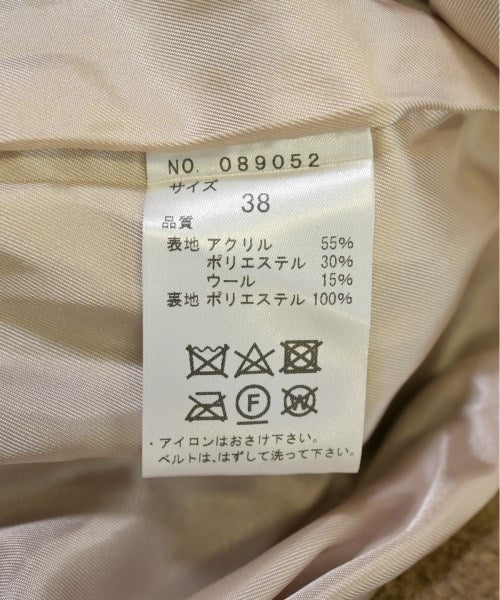 NO. 089052
サイズ
38
品質
表地 アクリル 55%
ポリエステル 30%
ウール 15%
裏地 ポリエステル 100%
F W
・アイロンはおさけ下さい。
ベルトは、はずして洗って下さい。